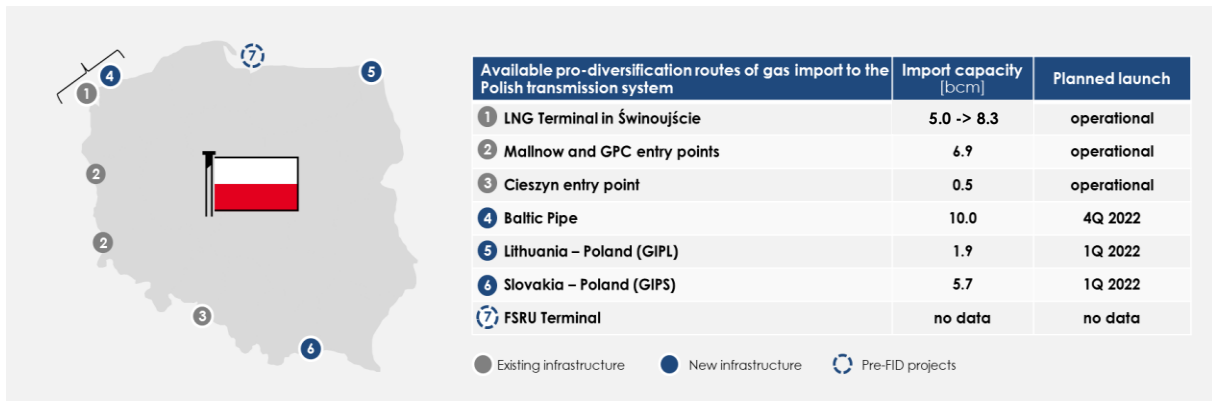 4
7
5
1
2
2
3
6
Available pro-diversification routes of gas import to the Polish transmission system
Import capacity [bcm]
Planned launch
1 LNG Terminal in Świnoujście 5.0 -> 8.3 operational
2 Mallnow and GPC entry points 6.9 operational
3 Cieszyn entry point 0.5 operational
4 Baltic Pipe 10.0 4Q 2022
5 Lithuania – Poland (GIPL) 1.9 1Q 2022
6 Slovakia – Poland (GIPS) 5.7 1Q 2022
7 FSRU Terminal no data no data
Existing infrastructure New infrastructure Pre-FID projects